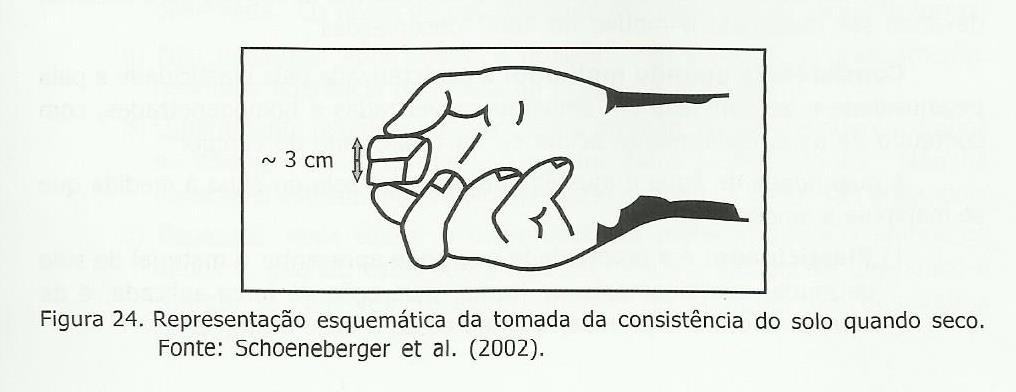 ~ 3 cm
Figura 24. Representação esquemática da tomada da consistência do solo quando seco.
Fonte: Schoeneberger et al. (2002).